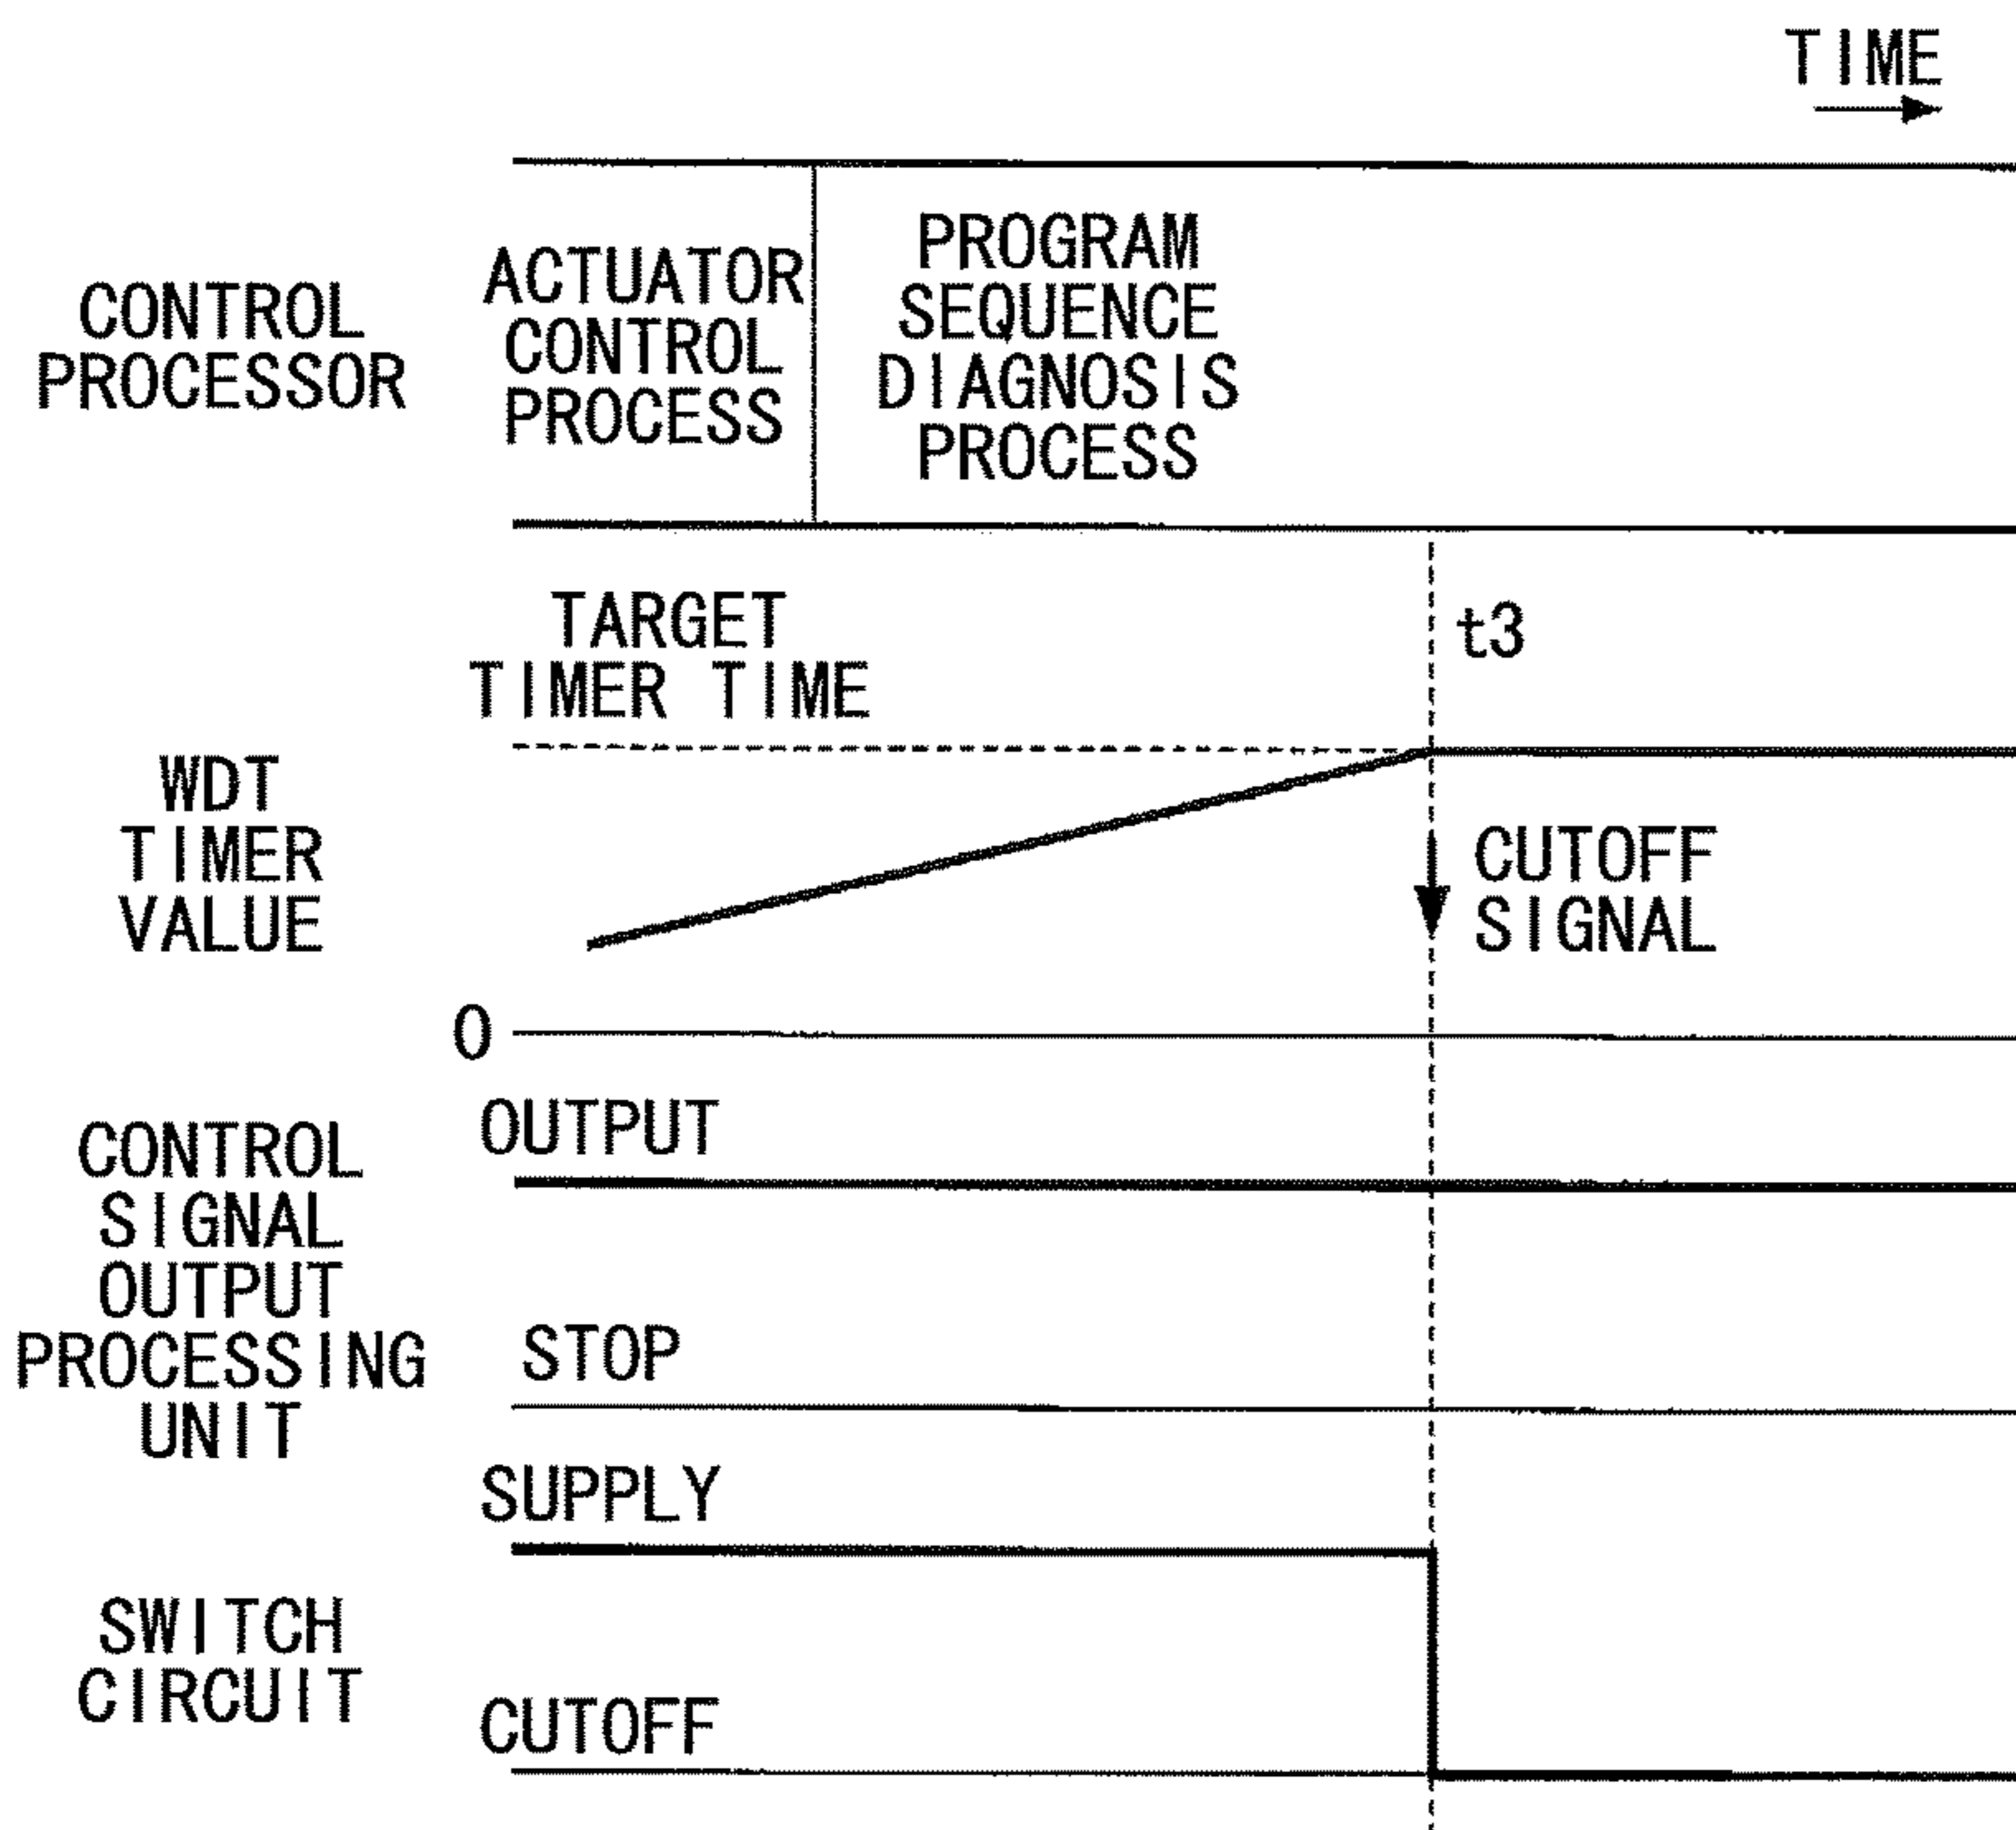 TIME
CONTROL
PROCESSOR
ACTUATOR
CONTROL
PROCESS
PROGRAM
SEQUENCE
DIAGNOSIS
PROCESS
TARGET
TIMER TIME
t3
WDT
TIMER
VALUE
CUTOFF
SIGNAL
0
CONTROL
SIGNAL
OUTPUT
PROCESSING
UNIT
OUTPUT
STOP
SWITCH
CIRCUIT
SUPPLY
CUTOFF